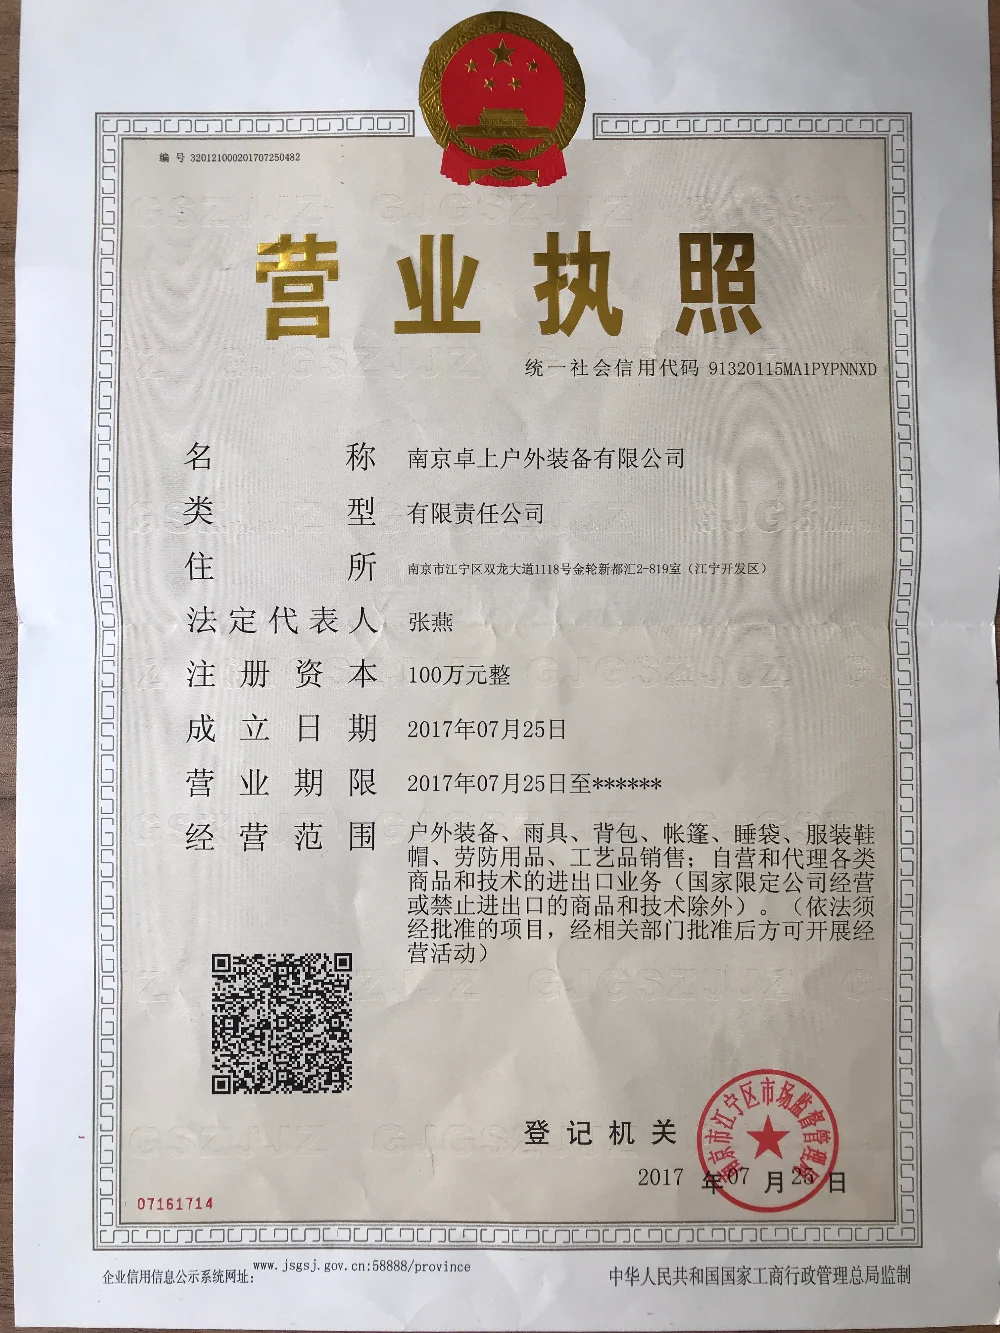 编 号 320121000201707250482
营业执照
统一社会信用代码 91320115MA1PYPNNXD
名称 南京卓上户外装备有限公司
类型 有限责任公司
住所 南京市江宁区双龙大道1118号金轮新都汇2-819室（江宁开发区）
法定代表人 张燕
注册资本 100万元整
成立日期 2017年07月25日
营业期限 2017年07月25日至******
经营范围 户外装备、雨具、背包、帐篷、睡袋、服装鞋
帽、劳防用品、工艺品销售；自营和代理各类
商品和技术的进出口业务（国家限定公司经营
或禁止进出口的商品和技术除外）。（依法须
经批准的项目，经相关部门批准后方可开展经
营活动）
登记机关
南京市江宁区市场监督管理局
2017 年 07 月 25 日
07161714
企业信用信息公示系统网址： www.jsgsj.gov.cn:58888/province
中华人民共和国国家工商行政管理总局监制